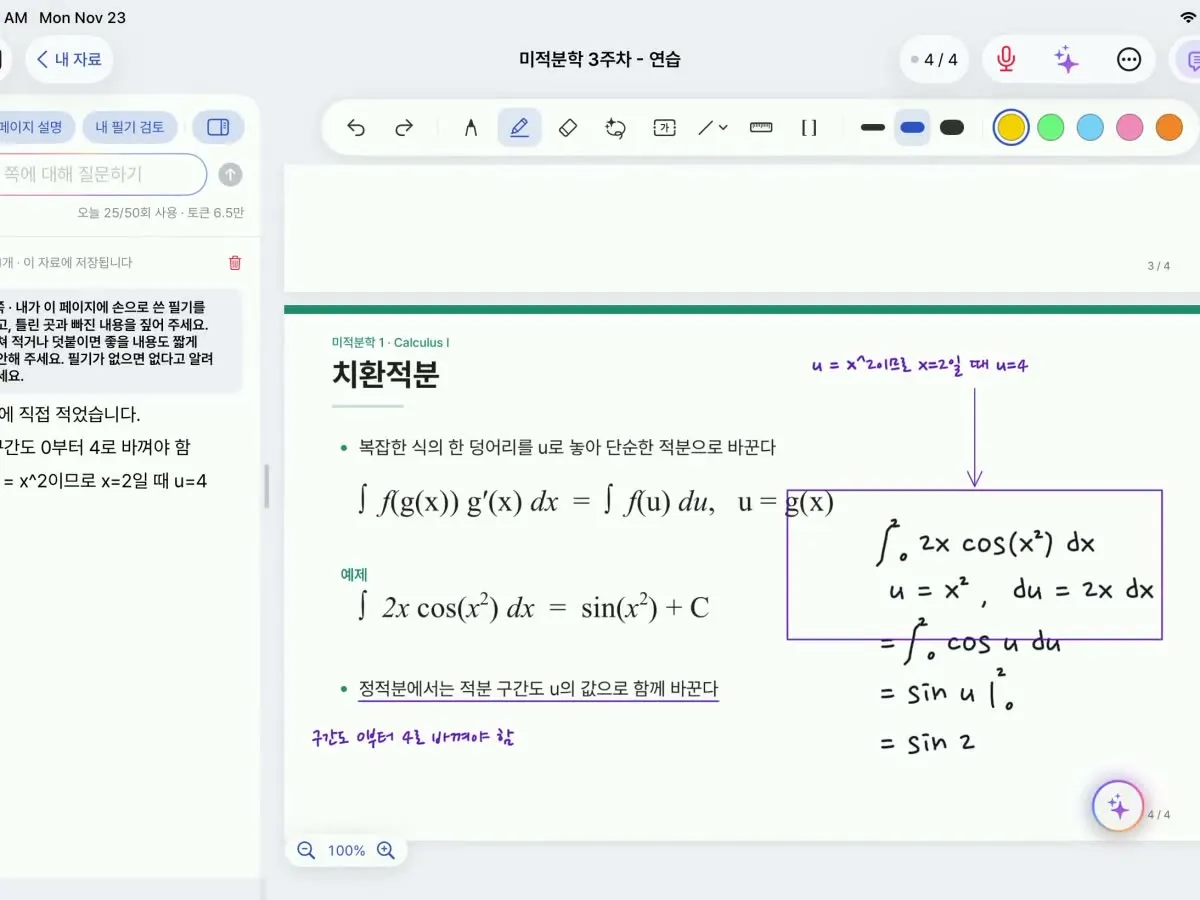 AM Mon Nov 23
내 자료
미적분학 3주차 - 연습
4 / 4
페이지 설명
내 필기 검토
쪽에 대해 질문하기
오늘 25/50회 사용 · 토큰 6.5만
개 · 이 자료에 저장됩니다
쪽 · 내가 이 페이지에 손으로 쓴 필기를
고, 틀린 곳과 빠진 내용을 짚어 주세요.
쳐 적거나 덧붙이면 좋을 내용도 짧게
안해 주세요. 필기가 없으면 없다고 알려
세요.
에 직접 적었습니다.
구간도 0부터 4로 바껴야 함
= x^2이므로 x=2일 때 u=4
가
3 / 4
미적분학 1 · Calculus I
치환적분
u = x^2이므로 x=2일 때 u=4
• 복잡한 식의 한 덩어리를 u로 놓아 단순한 적분으로 바꾼다
∫ f(g(x)) g′(x) dx = ∫ f(u) du, u = g(x)
예제
∫ 2x cos(x²) dx = sin(x²) + C
• 정적분에서는 적분 구간도 u의 값으로 함께 바꾼다
구간도 0부터 4로 바껴야 함
∫₀² 2x cos(x²) dx
u = x² , du = 2x dx
= ∫₀² cos u du
= sin u |₀²
= sin 2
4 / 4
100%